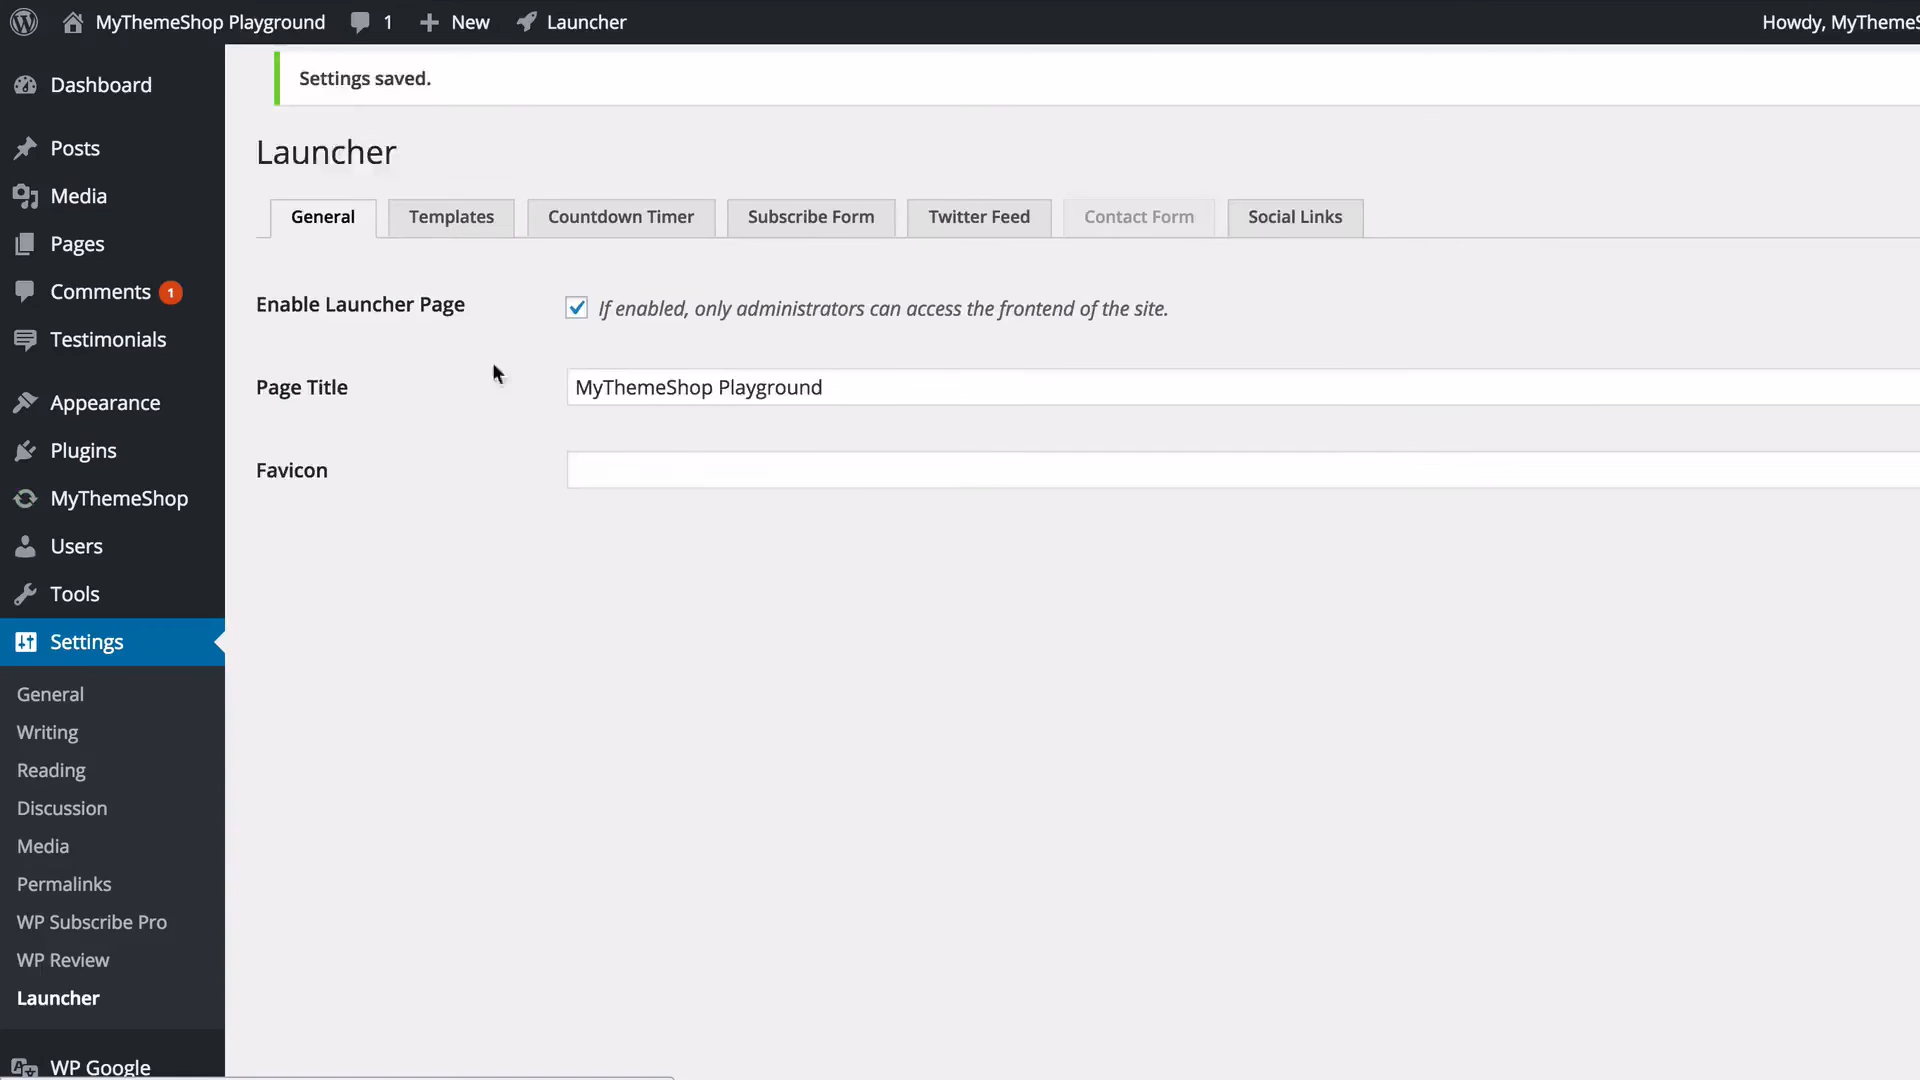 MyThemeShop Playground 1 New Launcher Howdy, MyThemeS
Dashboard
Posts
Media
Pages
Comments 1
Testimonials
Appearance
Plugins
MyThemeShop
Users
Tools
Settings
General
Writing
Reading
Discussion
Media
Permalinks
WP Subscribe Pro
WP Review
Launcher
WP Google
Settings saved.
Launcher
General Templates Countdown Timer Subscribe Form Twitter Feed Contact Form Social Links
Enable Launcher Page If enabled, only administrators can access the frontend of the site.
Page Title MyThemeShop Playground
Favicon